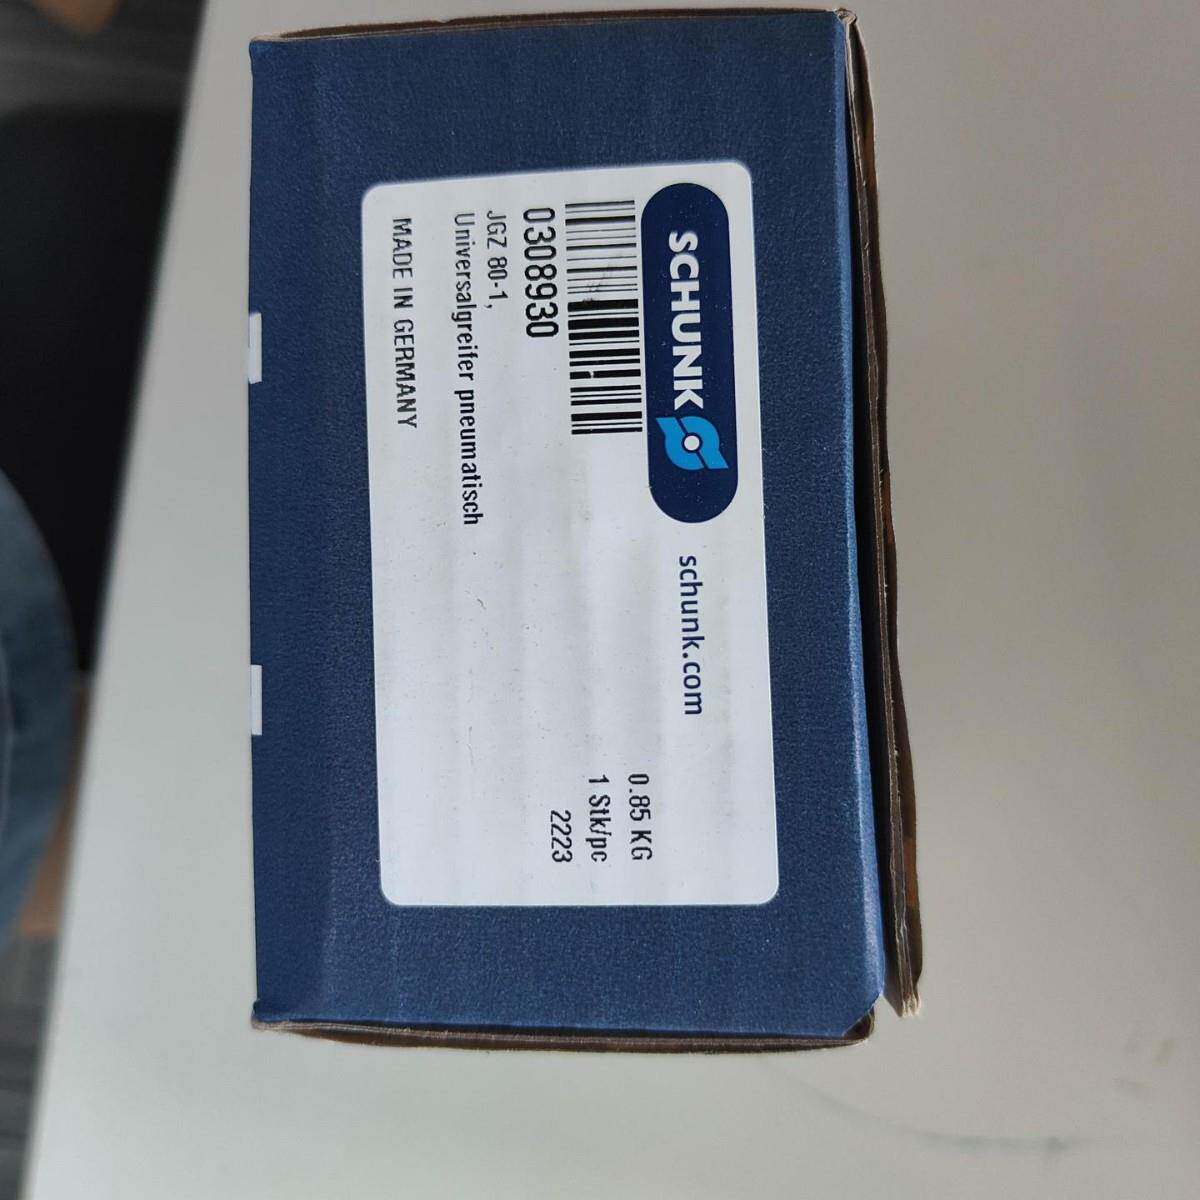 SCHUNK
schunk.com
0.85 KG
1 Stk/pc
0308930
2223
JGZ 80-1,
Universalgreifer pneumatisch
MADE IN GERMANY